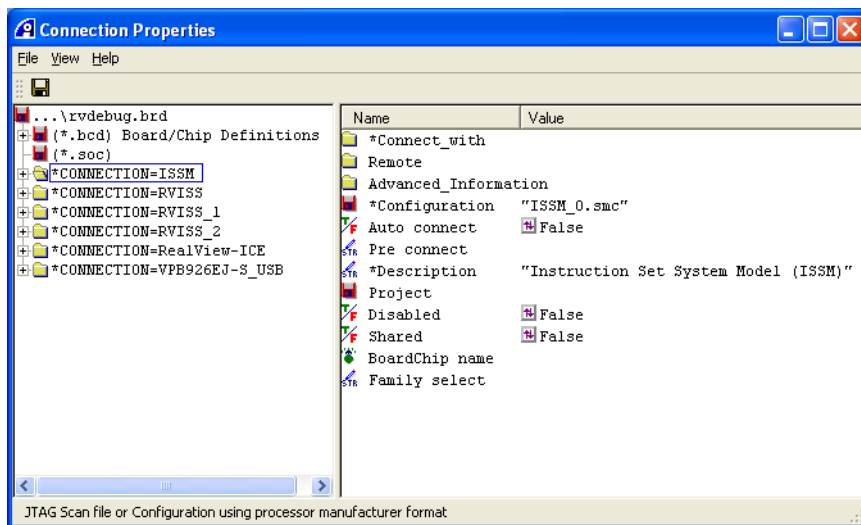 Connection Properties
File View Help
...\rvdebug.brd
(*.bcd) Board/Chip Definitions
(*.soc)
*CONNECTION=ISSM
*CONNECTION=RVISS
*CONNECTION=RVISS_1
*CONNECTION=RVISS_2
*CONNECTION=RealView-ICE
*CONNECTION=VPB926EJ-S_USB
Name Value
*Connect_with
Remote
Advanced_Information
*Configuration "ISSM_0.smc"
T/F Auto connect False
STR Pre connect
STR *Description "Instruction Set System Model (ISSM)"
Project
T/F Disabled False
T/F Shared False
BoardChip name
STR Family select
JTAG Scan file or Configuration using processor manufacturer format